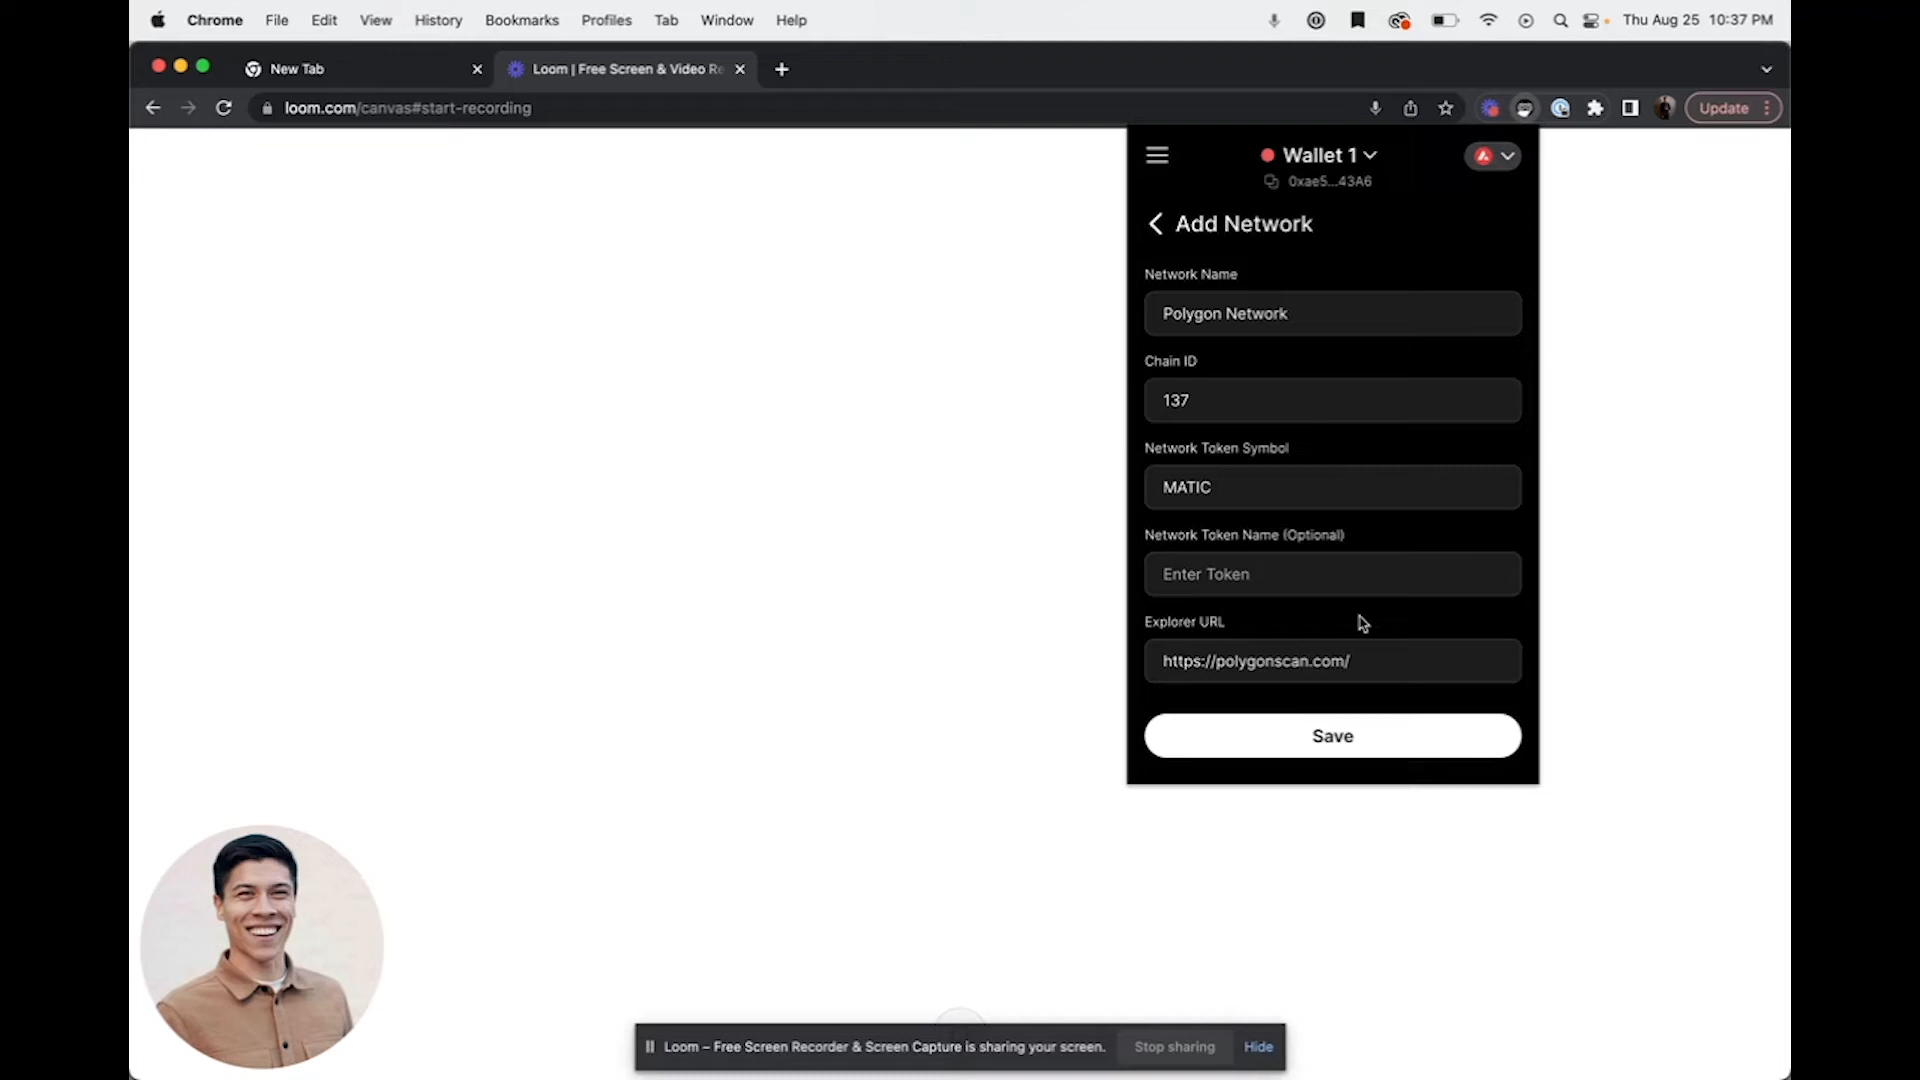 Chrome File Edit View History Bookmarks Profiles Tab Window Help Thu Aug 25 10:37 PM
New Tab Loom | Free Screen & Video Re
loom.com/canvas#start-recording Update
Wallet 1
0xae5...43A6
Add Network
Network Name
Polygon Network
Chain ID
137
Network Token Symbol
MATIC
Network Token Name (Optional)
Enter Token
Explorer URL
https://polygonscan.com/
Save
Loom – Free Screen Recorder & Screen Capture is sharing your screen. Stop sharing Hide